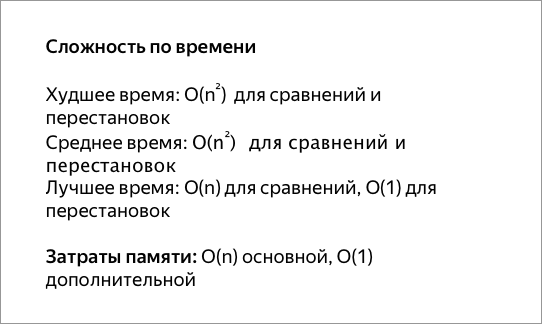 Сложность по времени
Худшее время: O(n²) для сравнений и
перестановок
Среднее время: O(n²) для сравнений и
перестановок
Лучшее время: O(n) для сравнений, O(1) для
перестановок
Затраты памяти: O(n) основной, O(1)
дополнительной